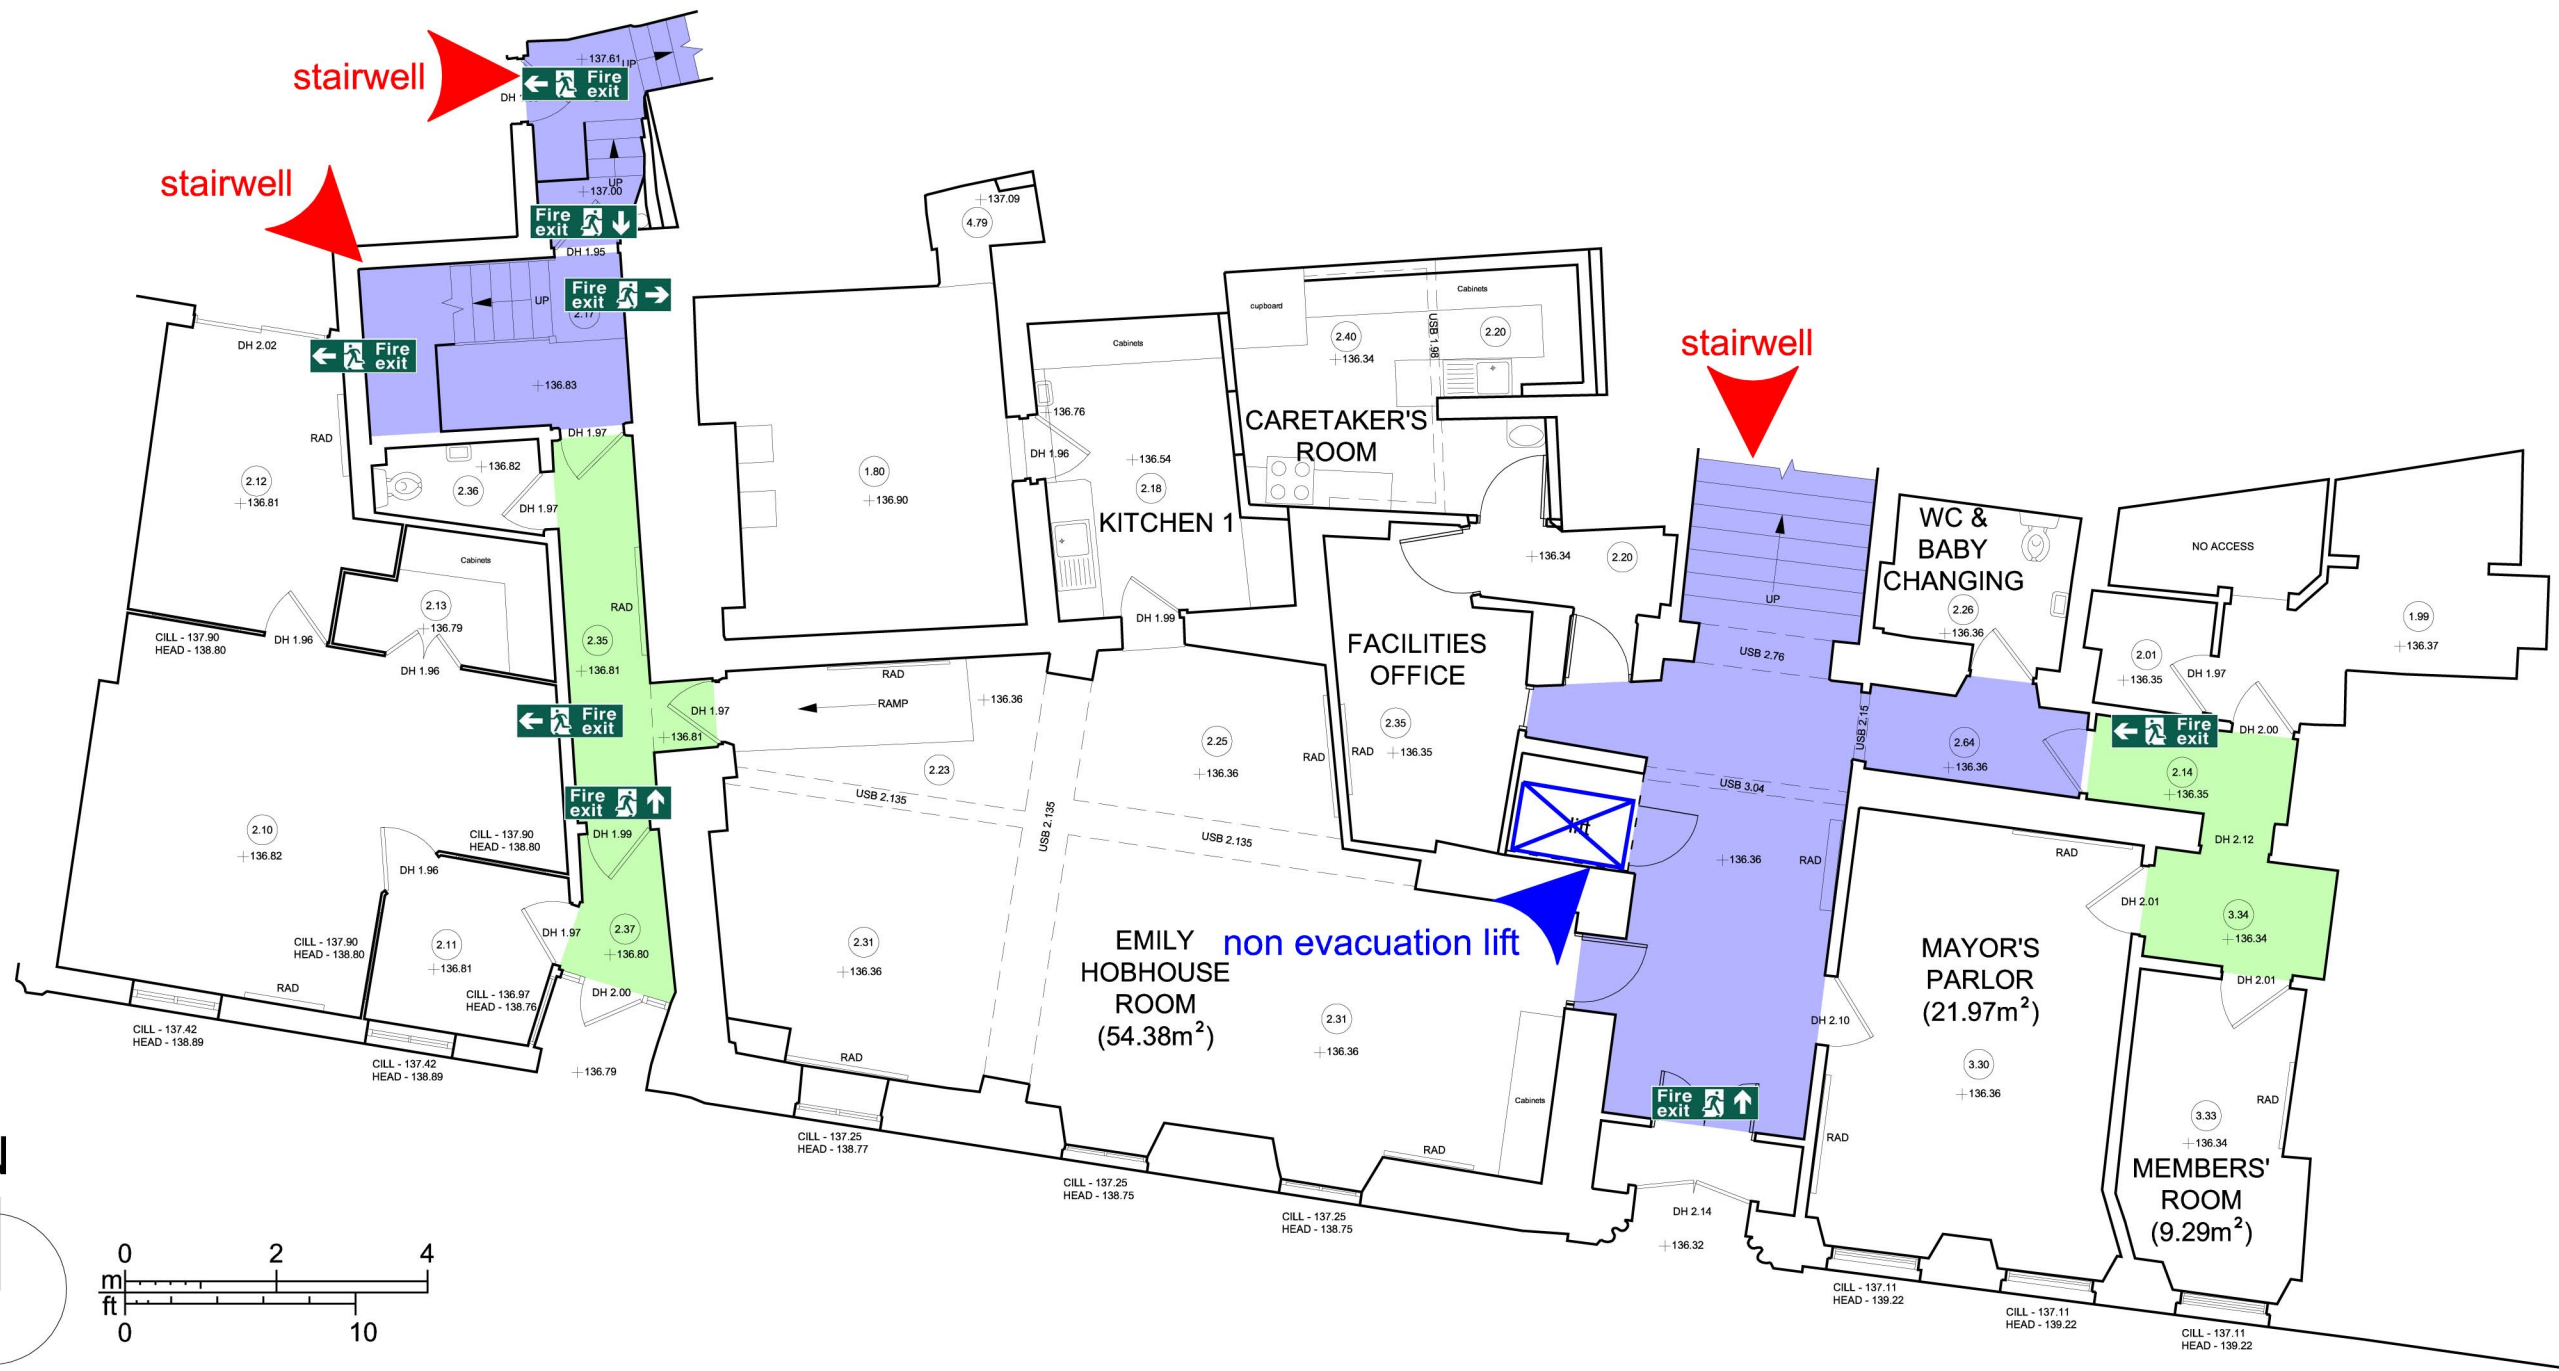 stairwell
137.61
UP
Fire
exit
DH 1.
UP
137.00
stairwell
Fire
exit
DH 1.95
UP
Fire
exit
2.17
DH 2.02
Fire
exit
136.83
RAD
DH 1.97
136.82
2.36
DH 1.97
2.12
136.81
Cabinets
2.13
136.79
DH 1.96
DH 1.96
CILL - 137.90
HEAD - 138.80
RAD
2.35
136.81
DH 1.97
136.81
Fire
exit
Fire
exit
DH 1.99
2.10
136.82
CILL - 137.90
HEAD - 138.80
DH 1.96
CILL - 137.90
HEAD - 138.80
2.11
136.81
DH 1.97
2.37
136.80
CILL - 136.97
HEAD - 138.76
DH 2.00
RAD
136.79
CILL - 137.42
HEAD - 138.89
CILL - 137.42
HEAD - 138.89
137.09
4.79
1.80
136.90
Cabinets
136.76
DH 1.96
136.54
2.18
KITCHEN 1
DH 1.99
cupboard
Cabinets
2.40
136.34
USB 1.98
2.20
CARETAKER'S
ROOM
136.34
2.20
FACILITIES
OFFICE
2.35
136.35
RAD
RAD
RAD
RAMP
136.36
2.23
USB 2.135
USB 2.135
USB 2.135
2.25
136.36
2.31
136.36
EMILY
HOBHOUSE
ROOM
(54.38m²)
2.31
136.36
RAD
RAD
Cabinets
CILL - 137.25
HEAD - 138.77
CILL - 137.25
HEAD - 138.75
CILL - 137.25
HEAD - 138.75
lift
non evacuation lift
stairwell
UP
USB 2.76
USB 3.04
USB 2.15
136.36
RAD
Fire
exit
DH 2.14
136.32
WC &
BABY
CHANGING
2.26
136.36
2.64
136.36
NO ACCESS
2.01
136.35
DH 1.97
1.99
136.37
Fire
exit
DH 2.00
2.14
136.35
DH 2.12
3.34
136.34
DH 2.01
DH 2.01
RAD
MAYOR'S
PARLOR
(21.97m²)
DH 2.10
3.30
136.36
RAD
RAD
3.33
136.34
MEMBERS'
ROOM
(9.29m²)
CILL - 137.11
HEAD - 139.22
CILL - 137.11
HEAD - 139.22
CILL - 137.11
HEAD - 139.22
0 2 4
m
ft
0 10